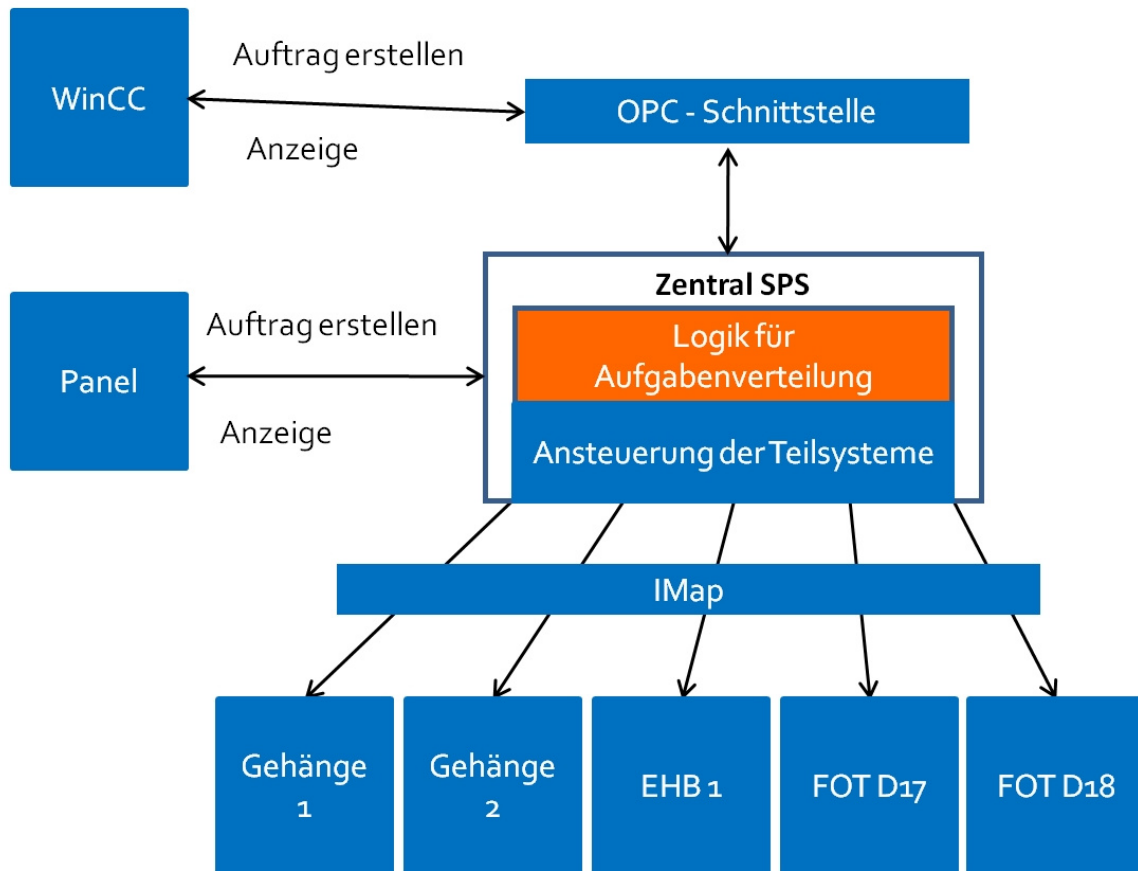 Auftrag erstellen
WinCC
OPC - Schnittstelle
Anzeige
Zentral SPS
Auftrag erstellen
Logik für
Aufgabenverteilung
Panel
Anzeige
Ansteuerung der Teilsysteme
IMap
Gehänge
1
Gehänge
2
EHB 1
FOT D17
FOT D18